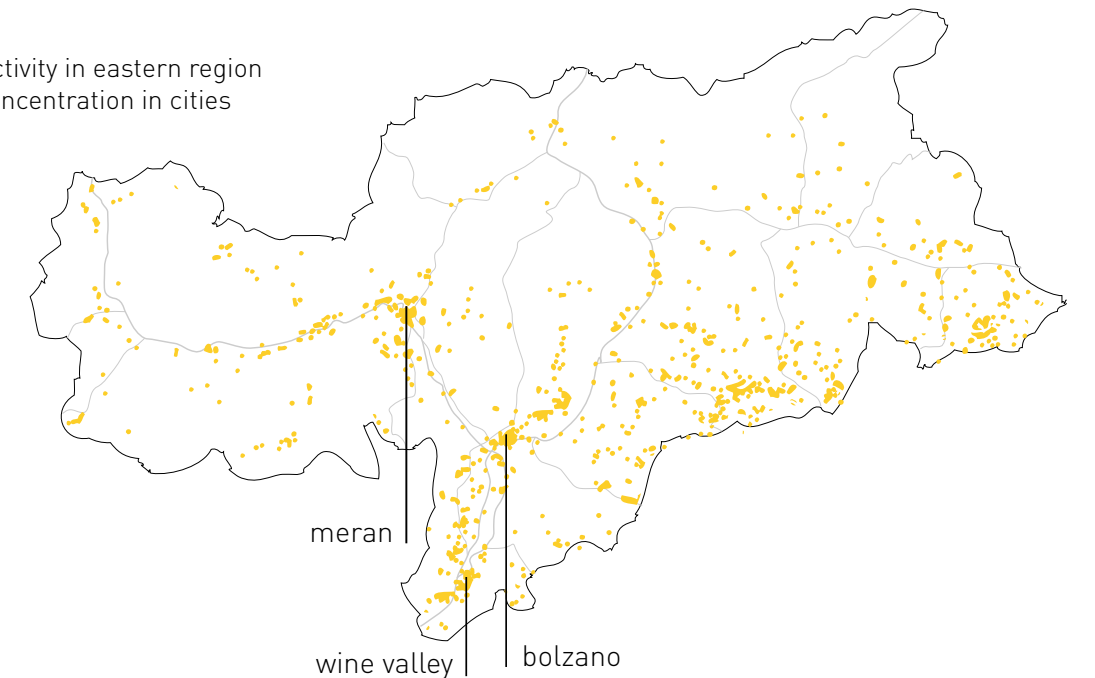 ctivity in eastern region
ncentration in cities
meran
wine valley
bolzano